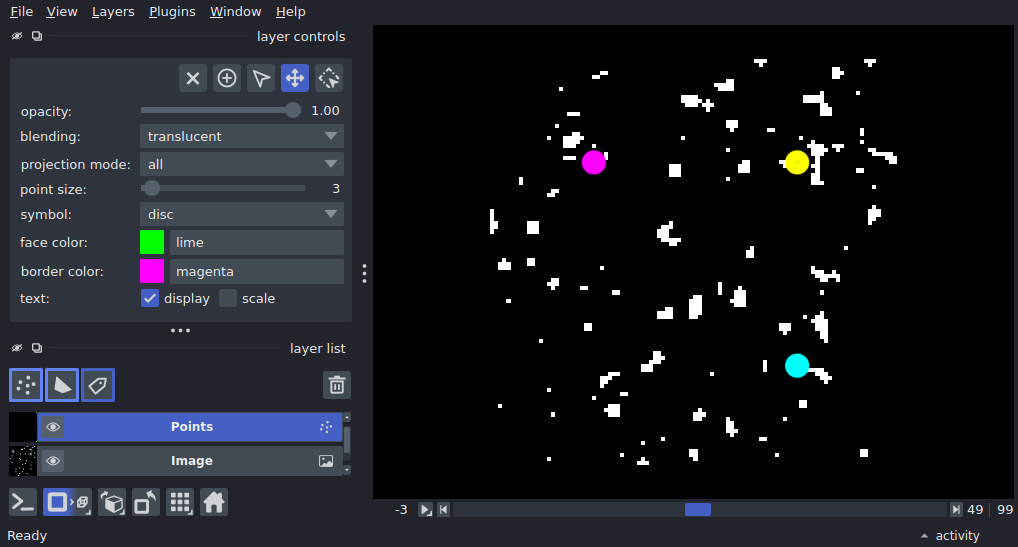 File View Layers Plugins Window Help
layer controls
opacity: 1.00
blending: translucent
projection mode: all
point size: 3
symbol: disc
face color: lime
border color: magenta
text: display scale
layer list
Points
Image
-3 49 99
Ready activity